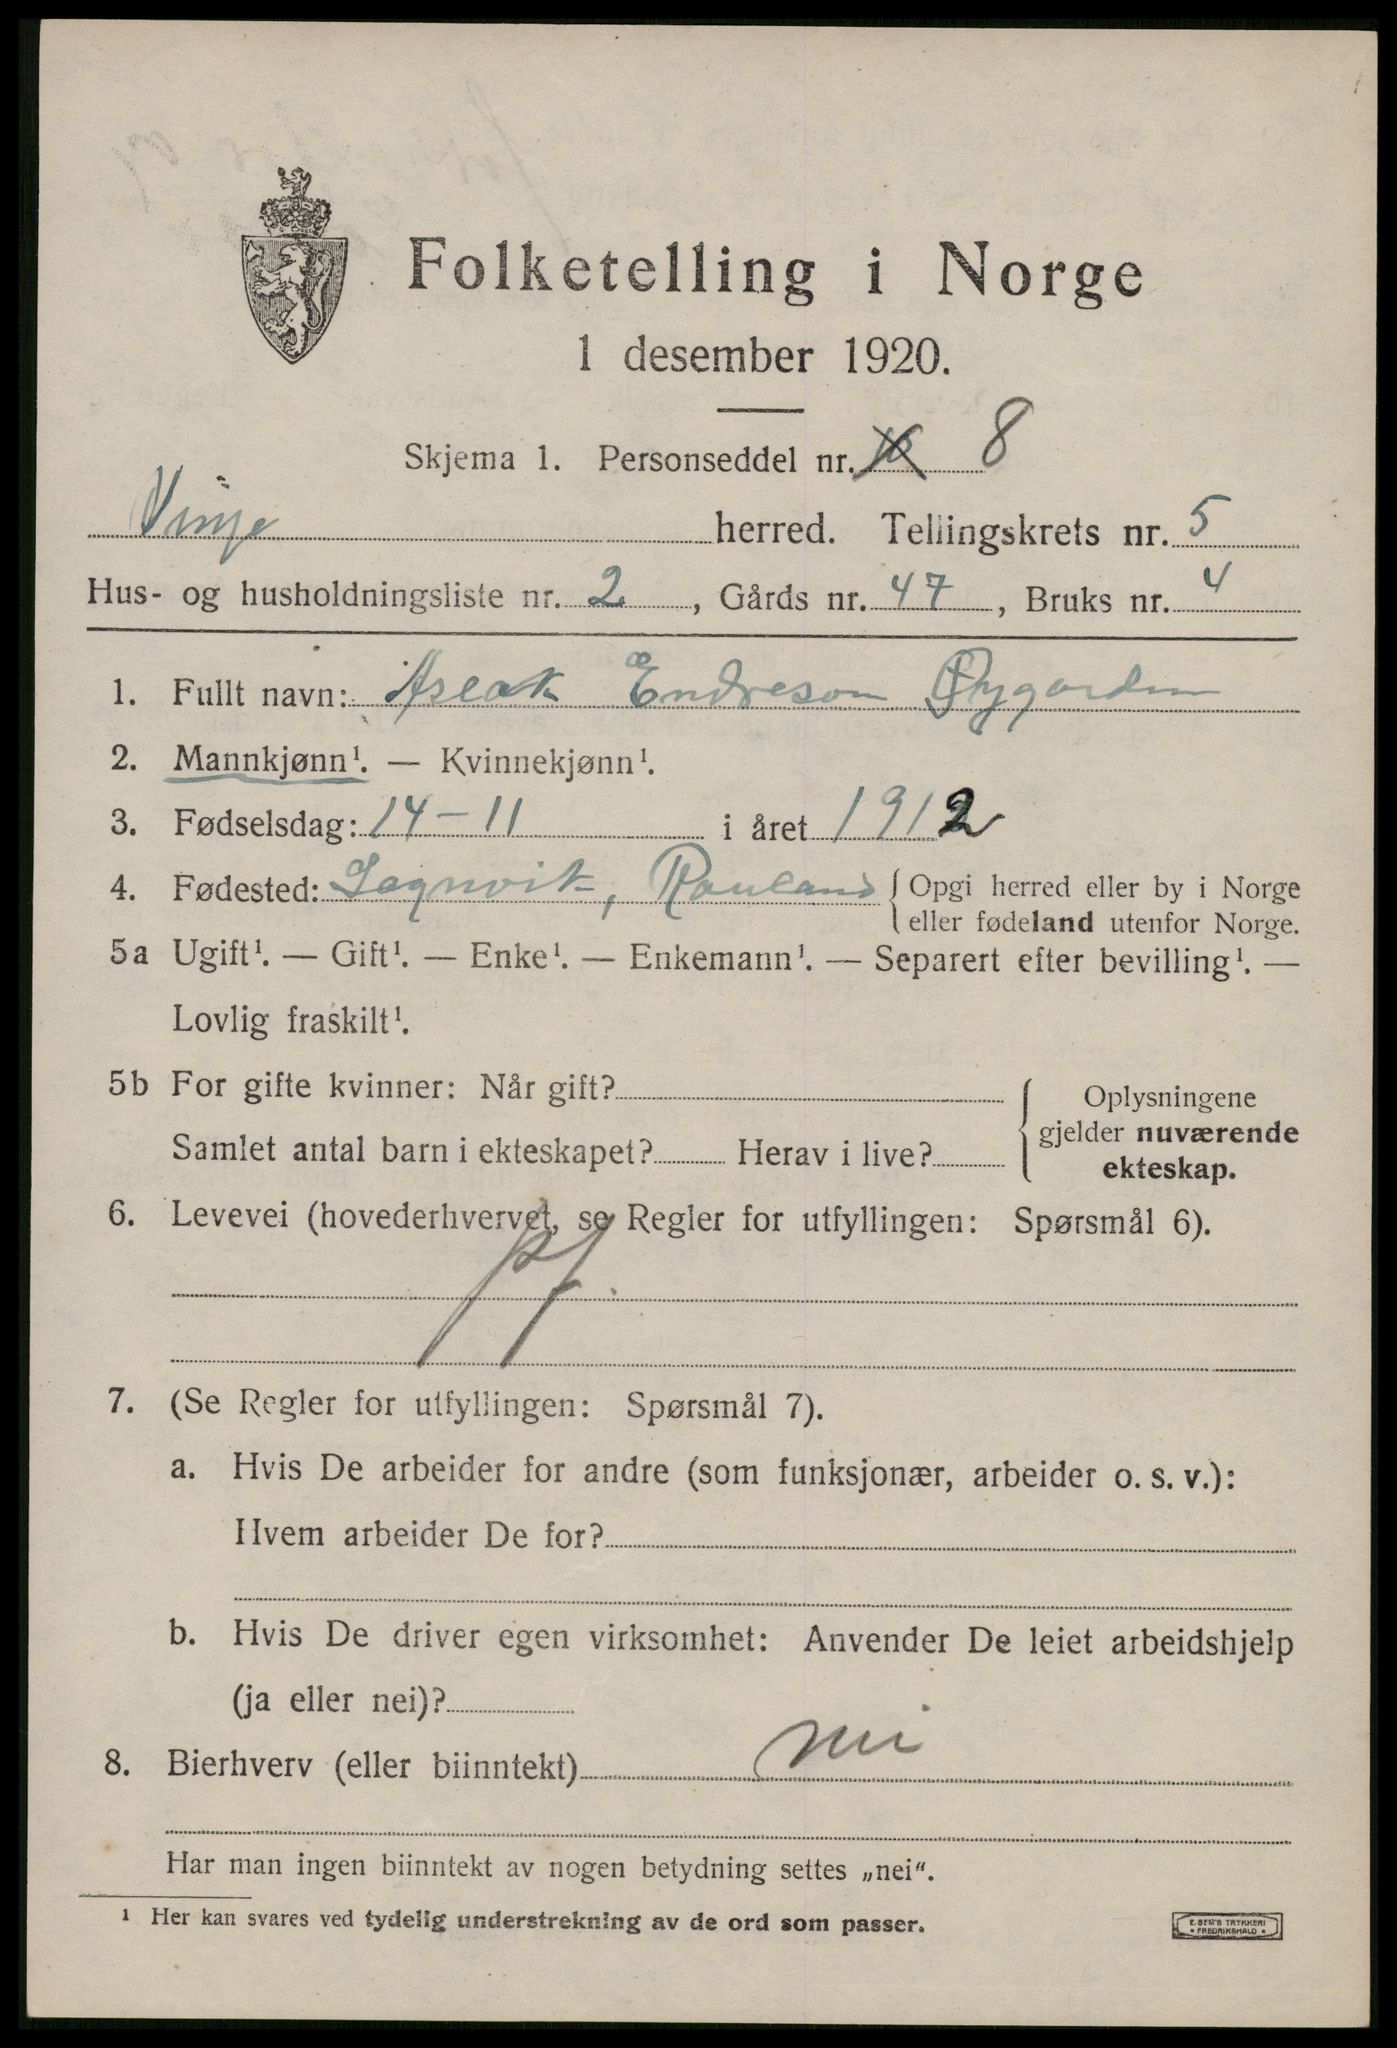 Folketelling i Norge
1 desember 1920.
Skjema 1. Personseddel nr. 10 8
Vinje herred. Tellingskrets nr. 5
Hus- og husholdningsliste nr. 2, Gårds nr. 47, Bruks nr. 4
1. Fullt navn: Aslak Endreson Øygarden
2. Mannkjønn¹. — Kvinnekjønn¹.
3. Fødselsdag: 14-11 i året 1912
4. Fødested: Rauland { Opgi herred eller by i Norge
eller fødeland utenfor Norge.
5a Ugift¹. — Gift¹. — Enke¹. — Enkemann¹. — Separert efter bevilling¹. —
Lovlig fraskilt¹.
5b For gifte kvinner: Når gift?
Samlet antal barn i ekteskapet? Herav i live?
Oplysningene
gjelder nuværende
ekteskap.
6. Levevei (hovederhvervet, se Regler for utfyllingen: Spørsmål 6).
7. (Se Regler for utfyllingen: Spørsmål 7).
a. Hvis De arbeider for andre (som funksjonær, arbeider o. s. v.):
Hvem arbeider De for?
b. Hvis De driver egen virksomhet: Anvender De leiet arbeidshjelp
(ja eller nei)?
8. Bierhverv (eller biinntekt) nei
Har man ingen biinntekt av nogen betydning settes „nei“.
¹ Her kan svares ved tydelig understrekning av de ord som passer.
E. SEM'S TRYKKERI
• FREDRIKSHALD •